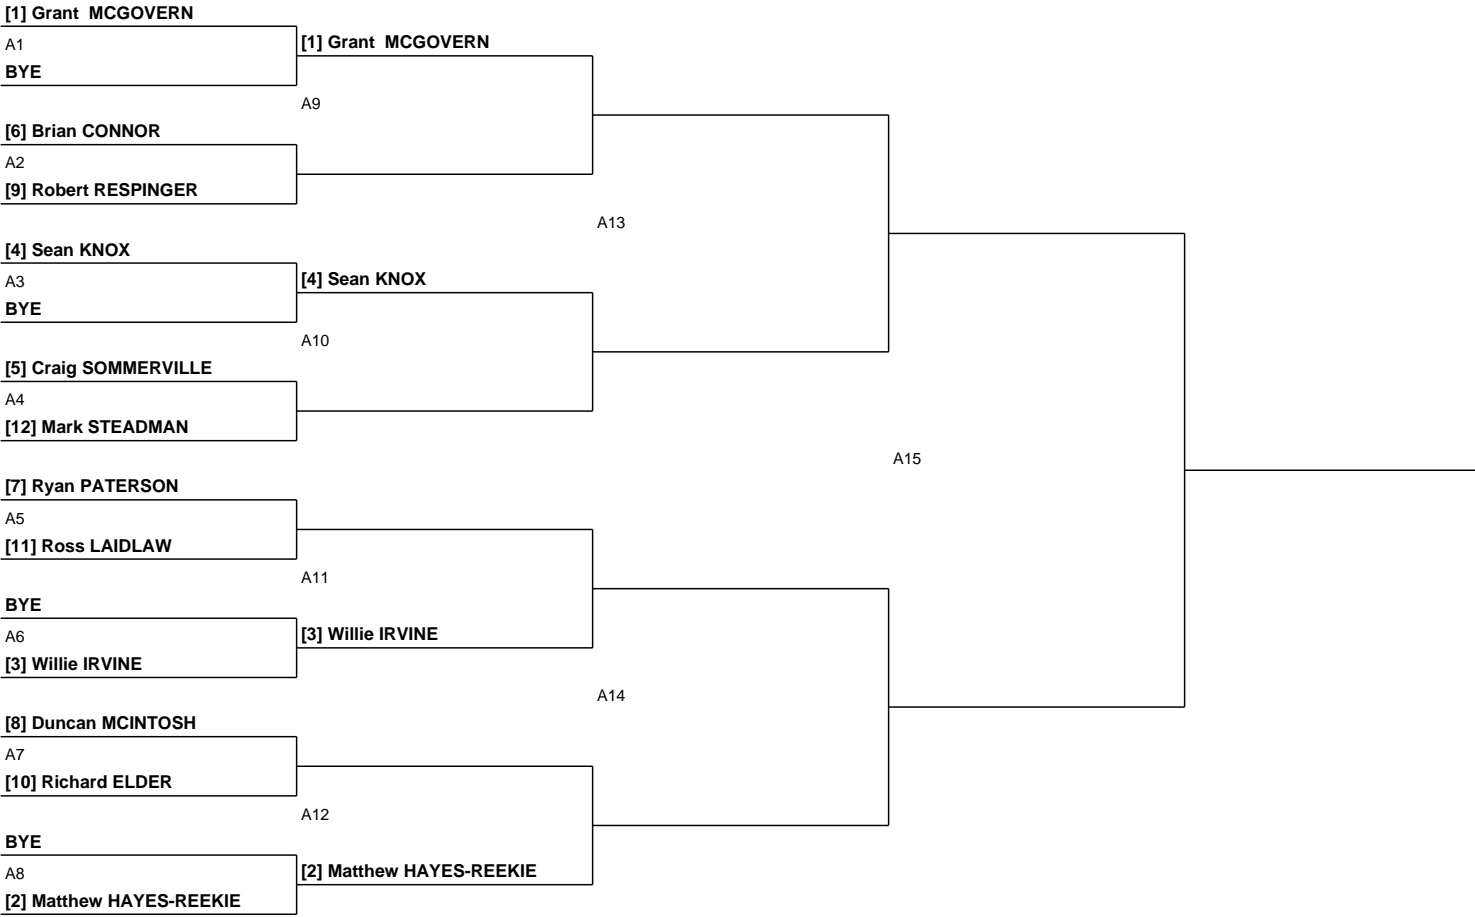 [1] Grant  MCGOVERN
A1
[1] Grant  MCGOVERN
BYE
A9
[6] Brian CONNOR
A2
[9] Robert RESPINGER
A13
[4] Sean KNOX
A3
[4] Sean KNOX
BYE
A10
[5] Craig SOMMERVILLE
A4
[12] Mark STEADMAN
A15
[7] Ryan PATERSON
A5
[11] Ross LAIDLAW
A11
BYE
A6
[3] Willie IRVINE
[3] Willie IRVINE
A14
[8] Duncan MCINTOSH
A7
[10] Richard ELDER
A12
BYE
A8
[2] Matthew HAYES-REEKIE
[2] Matthew HAYES-REEKIE